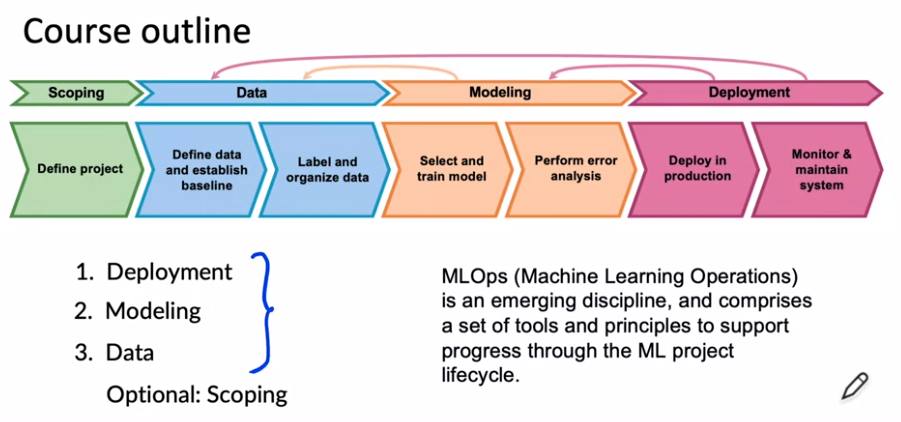 Course outline
Scoping
Data
Modeling
Deployment
Define project
Define data
and establish
baseline
Label and
organize data
Select and
train model
Perform error
analysis
Deploy in
production
Monitor &
maintain
system
1. Deployment
2. Modeling
3. Data
Optional: Scoping
MLOps (Machine Learning Operations)
is an emerging discipline, and comprises
a set of tools and principles to support
progress through the ML project
lifecycle.